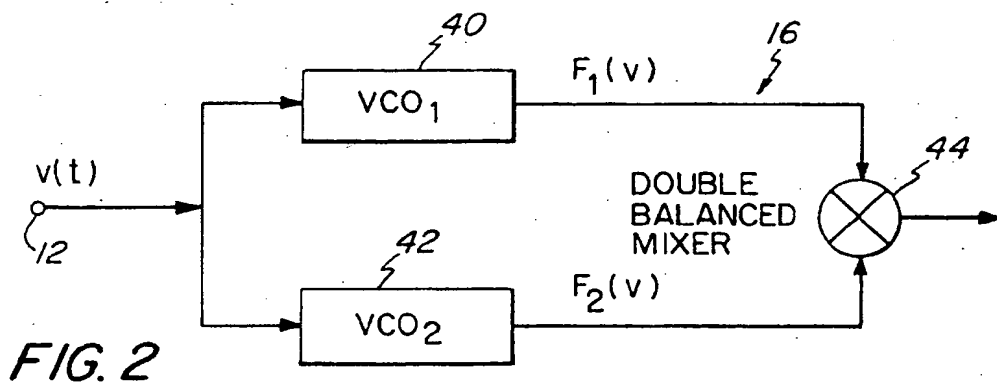 40
VCO1
F1(v)
16
v(t)
12
DOUBLE
BALANCED
MIXER
44
42
VCO2
F2(v)
FIG. 2